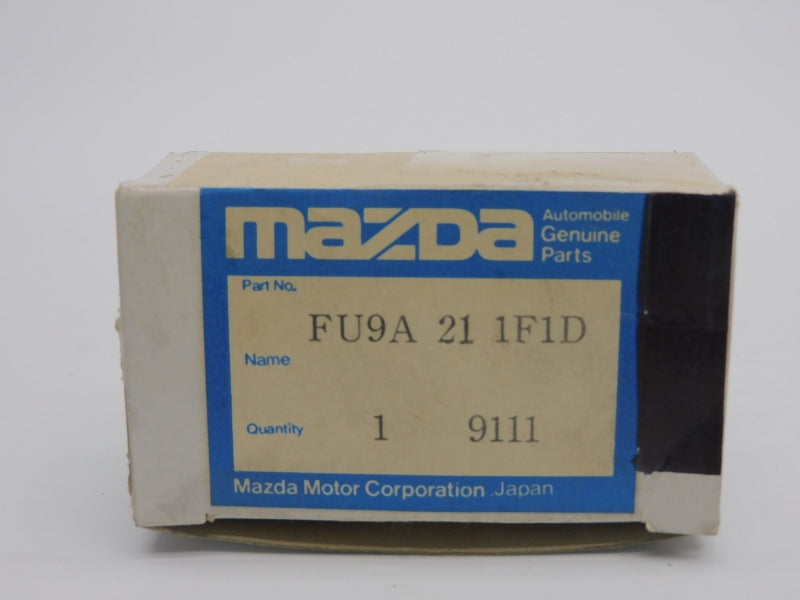 mazda
Automobile
Genuine
Parts
Part No.
FU9A 21 1F1D
Name
Quantity 1 9111
Mazda Motor Corporation, Japan